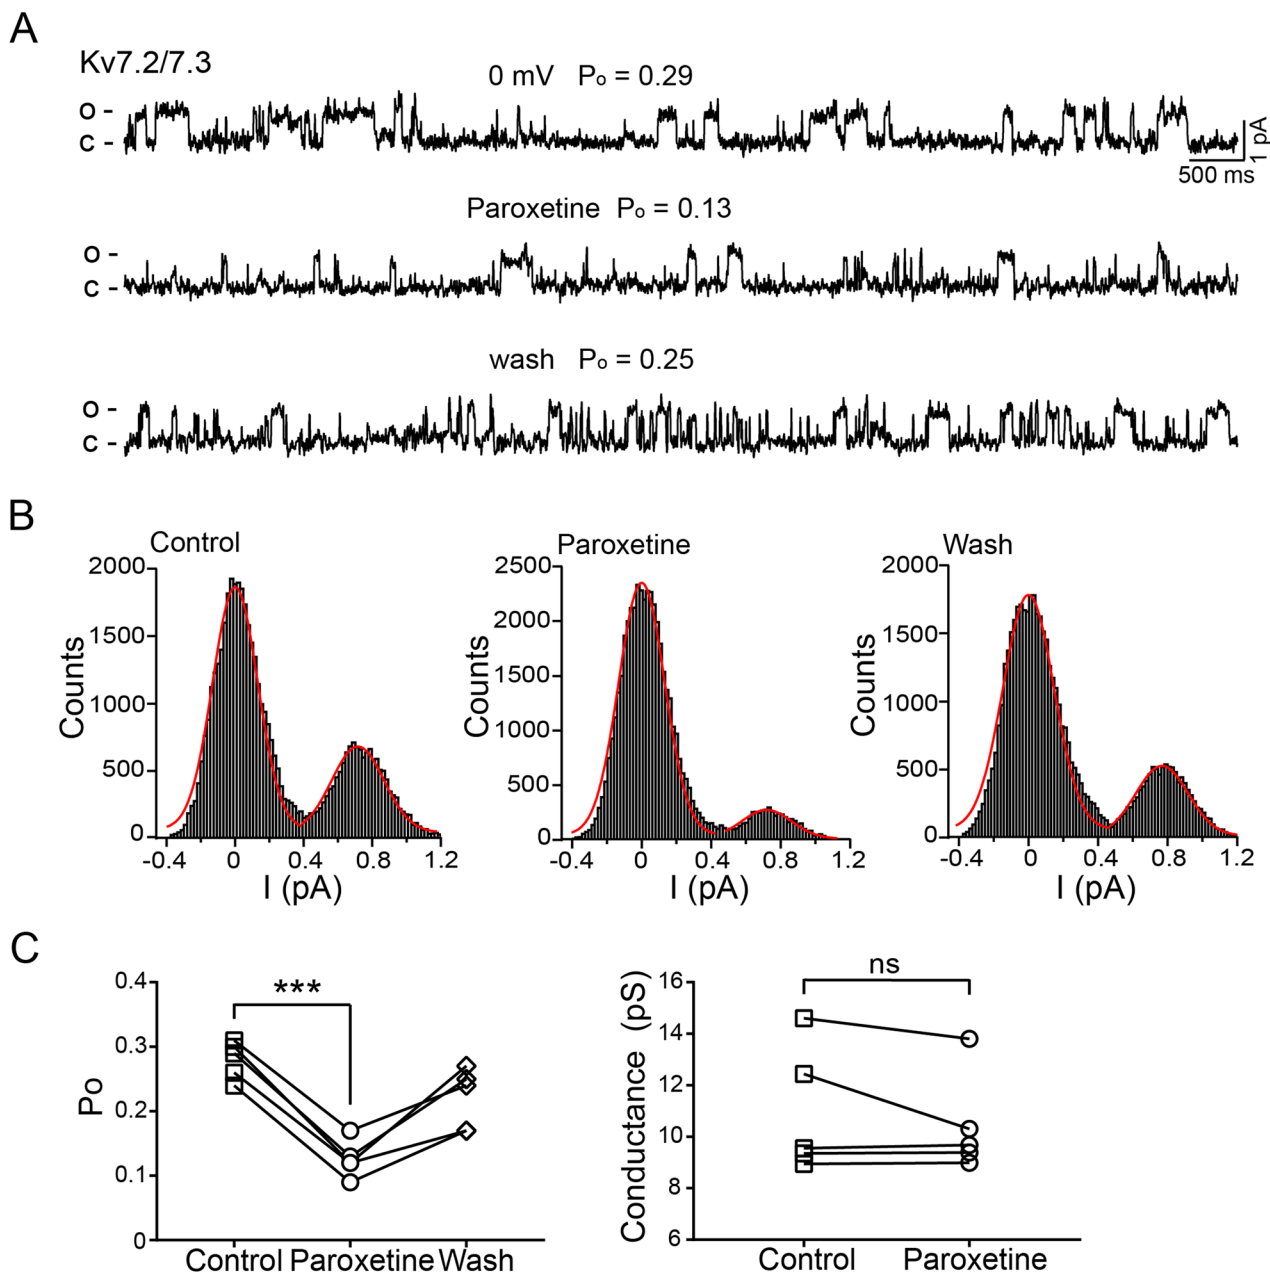 A
Kv7.2/7.3
0 mV Po = 0.29
O -
C -
1 pA
500 ms
Paroxetine Po = 0.13
O -
C -
wash Po = 0.25
O -
C -
B
Control
Paroxetine
Wash
2000
1500
1000
500
0
Counts
-0.4 0 0.4 0.8 1.2
I (pA)
2500
2000
1500
1000
500
0
Counts
-0.4 0 0.4 0.8 1.2
I (pA)
2000
1500
1000
500
0
Counts
-0.4 0 0.4 0.8 1.2
I (pA)
C
0.4
0.3
0.2
0.1
0
Po
***
Control Paroxetine Wash
16
14
12
10
8
6
Conductance (pS)
ns
Control Paroxetine